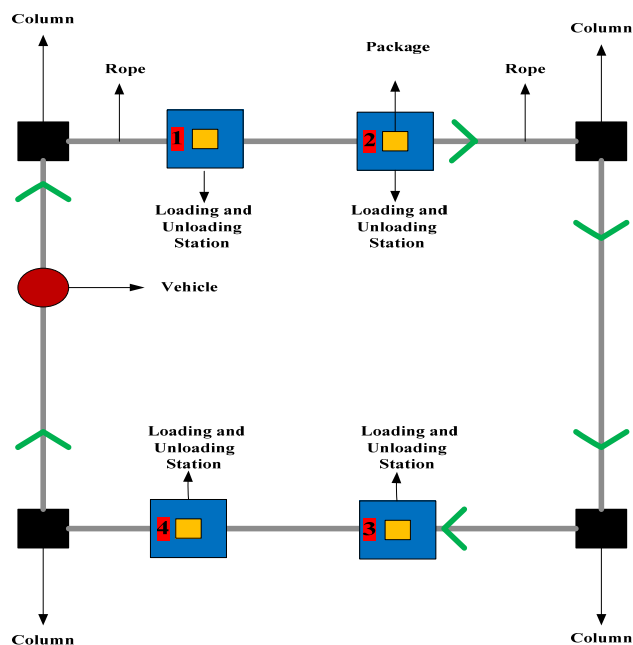 Column
Column
Package
Rope
Rope
1
2
Loading and
Unloading
Station
Loading and
Unloading
Station
Vehicle
Loading and
Unloading
Station
Loading and
Unloading
Station
4
3
Column
Column